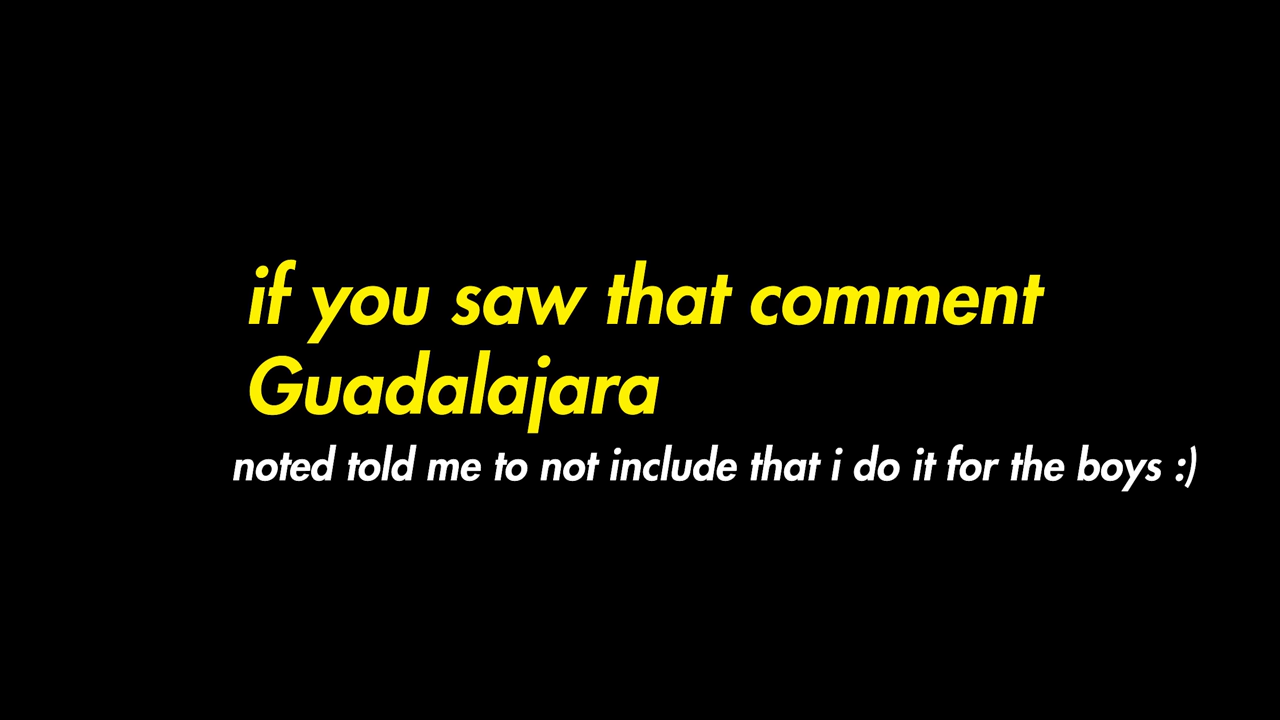 if you saw that comment
Guadalajara
noted told me to not include that i do it for the boys :)